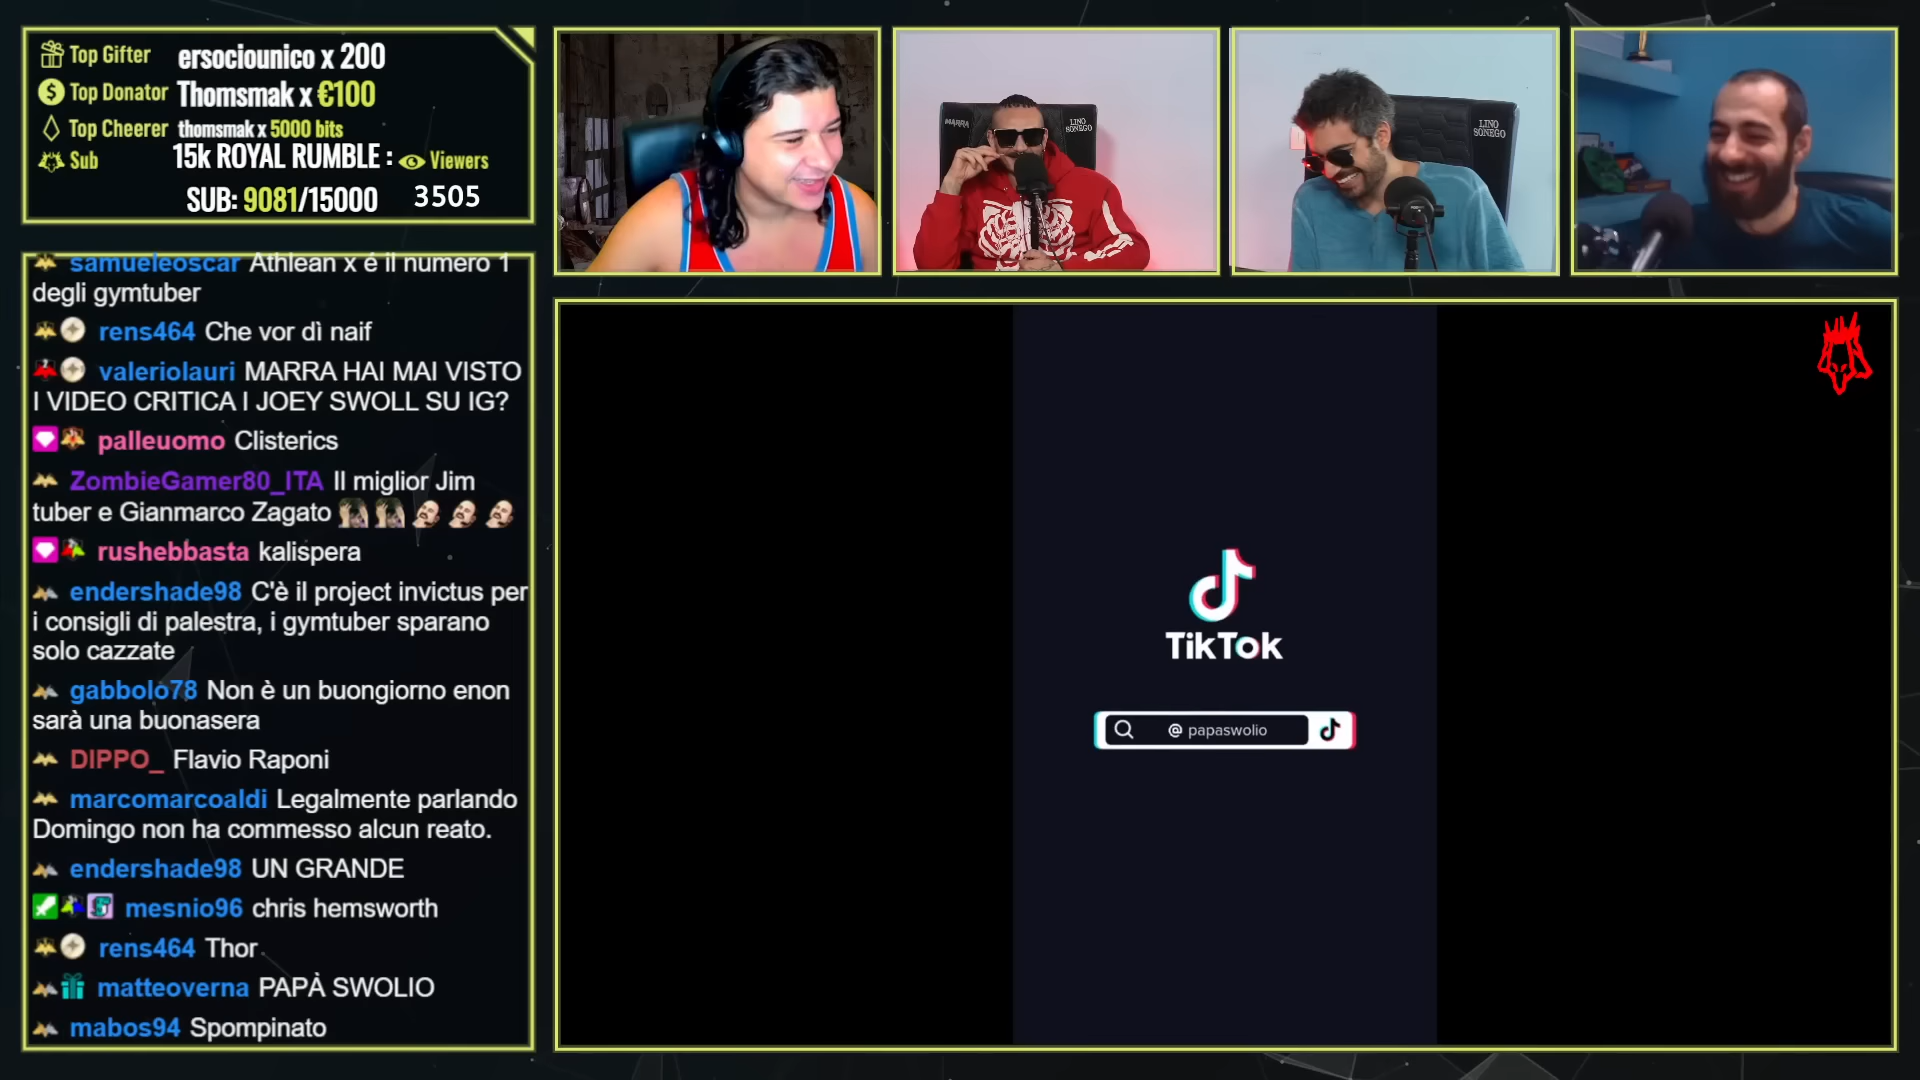 Top Gifter ersociounico x 200
Top Donator Thomsmak x €100
Top Cheerer thomsmak x 5000 bits
Sub 15k ROYAL RUMBLE : Viewers
SUB: 9081/15000 3505
samueleoscar Athlean x é il numero 1
degli gymtuber
rens464 Che vor dì naif
valeriolauri MARRA HAI MAI VISTO
I VIDEO CRITICA I JOEY SWOLL SU IG?
palleuomo Clisterics
ZombieGamer80_ITA Il miglior Jim
tuber e Gianmarco Zagato
rushebbasta kalispera
endershade98 C'è il project invictus per
i consigli di palestra, i gymtuber sparano
solo cazzate
gabbolo78 Non è un buongiorno enon
sarà una buonasera
DIPPO_ Flavio Raponi
marcomarcoaldi Legalmente parlando
Domingo non ha commesso alcun reato.
endershade98 UN GRANDE
mesnio96 chris hemsworth
rens464 Thor
matteoverna PAPÀ SWOLIO
mabos94 Spompinato
MARRA
LINO
SONEGO
LINO
SONEGO
TikTok
@ papaswolio